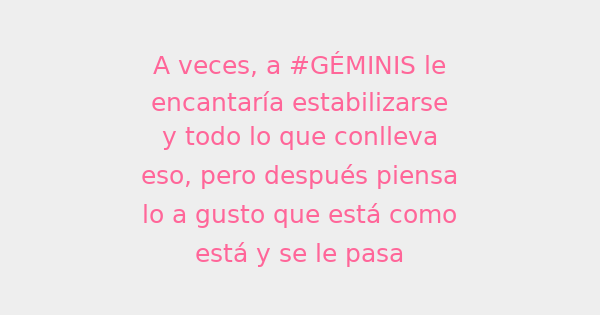 A veces, a #GÉMINIS le
encantaría estabilizarse
y todo lo que conlleva
eso, pero después piensa
lo a gusto que está como
está y se le pasa